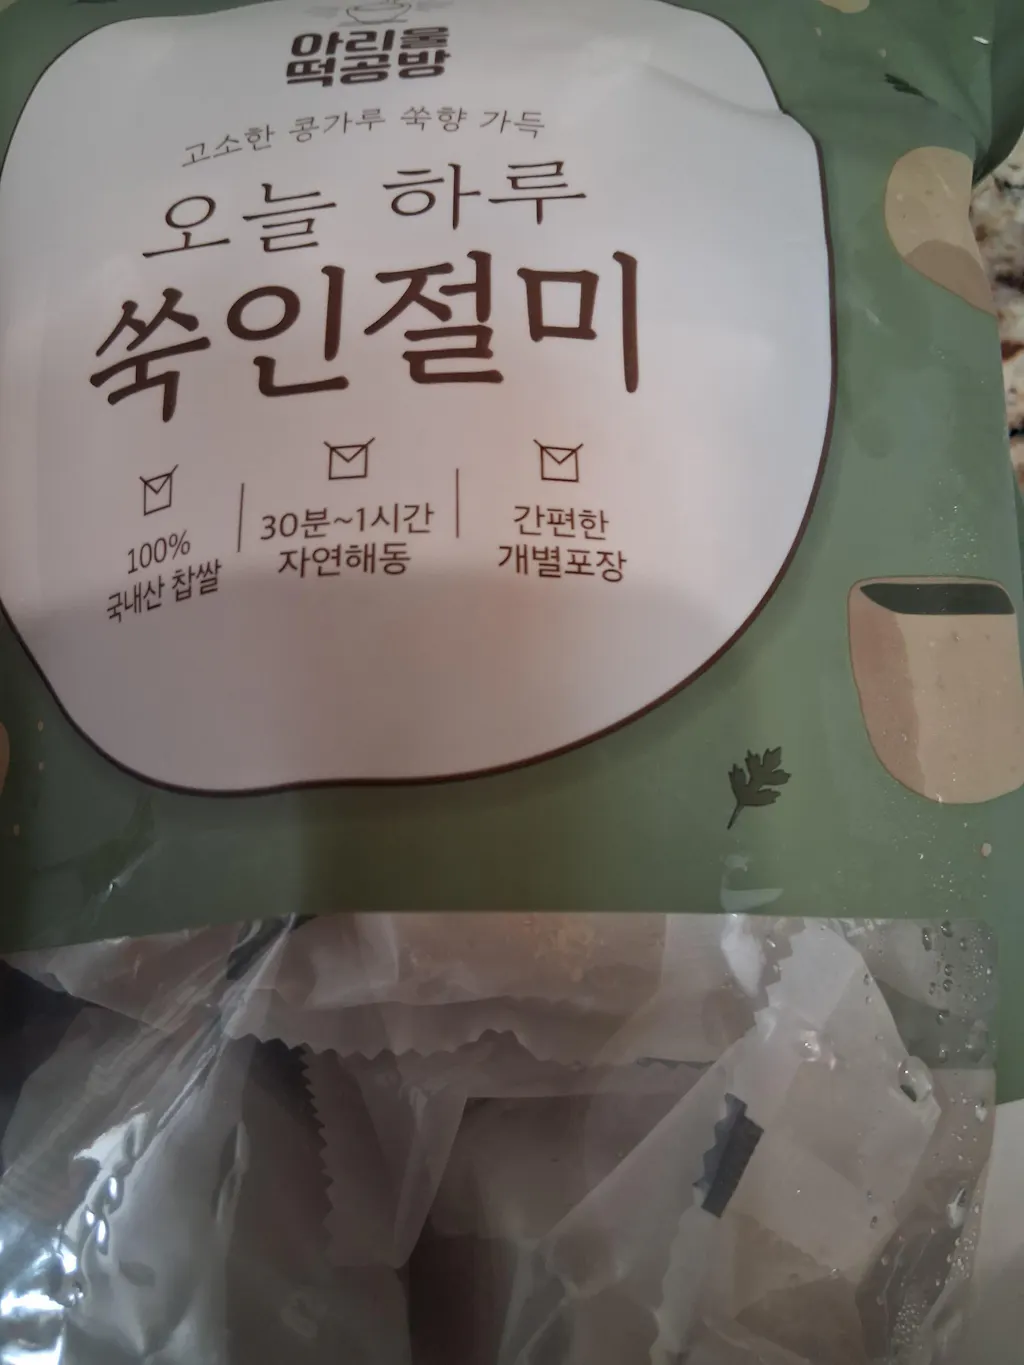 아리울
떡공방
고소한 콩가루 쑥향 가득
오늘 하루
쑥인절미
100%
국내산 찹쌀
30분~1시간
자연해동
간편한
개별포장